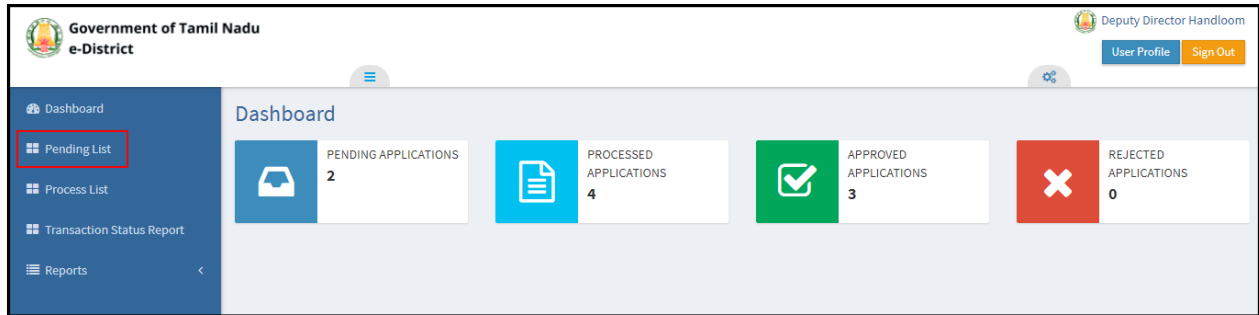 Government of Tamil Nadu
e-District
Deputy Director Handloom
User Profile
Sign Out
Dashboard
Pending List
Process List
Transaction Status Report
Reports
Dashboard
PENDING APPLICATIONS
2
PROCESSED
APPLICATIONS
4
APPROVED
APPLICATIONS
3
REJECTED
APPLICATIONS
0